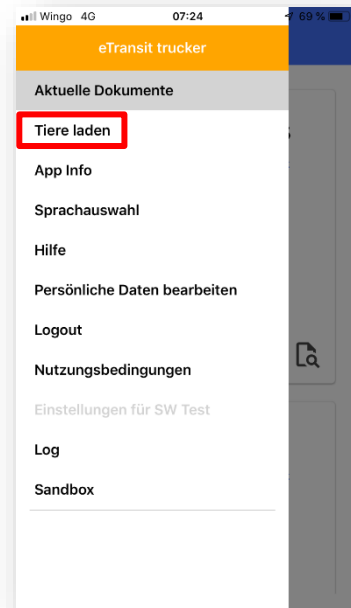 Wingo 4G 07:24 69 %
eTransit trucker
Aktuelle Dokumente
Tiere laden
App Info
Sprachauswahl
Hilfe
Persönliche Daten bearbeiten
Logout
Nutzungsbedingungen
Einstellungen für SW Test
Log
Sandbox